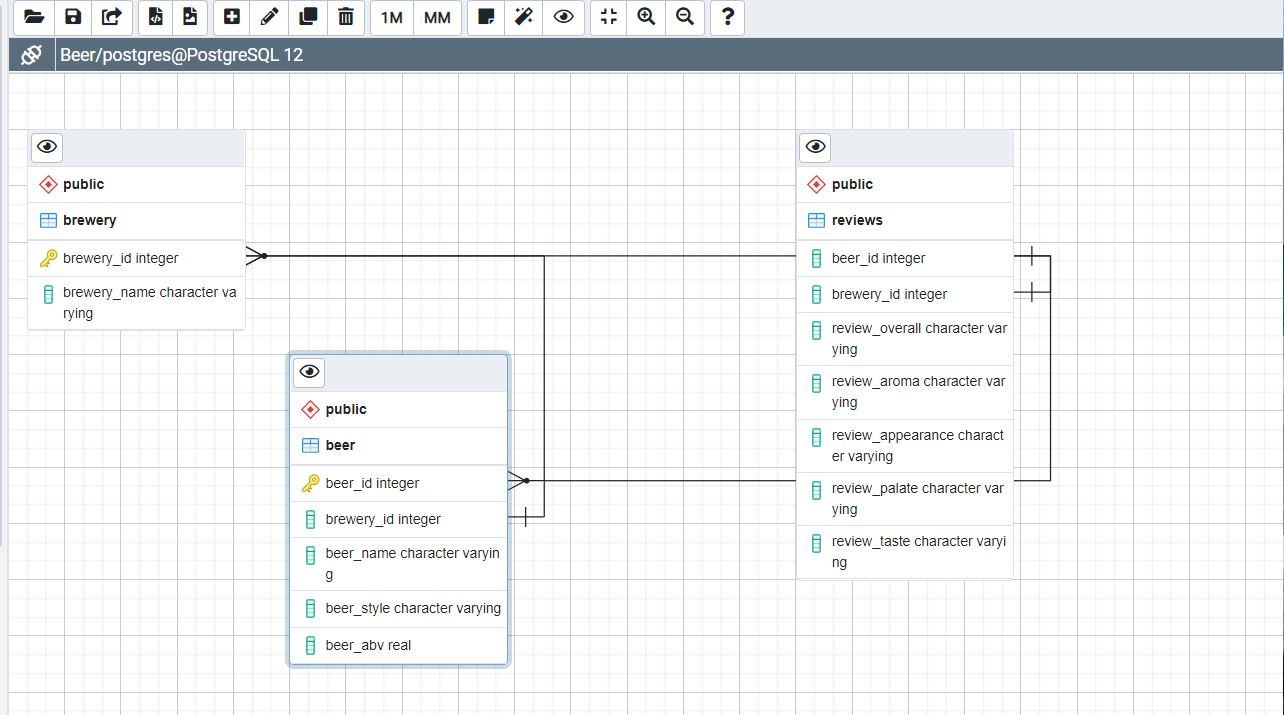 1M MM ?
Beer/postgres@PostgreSQL 12
public
brewery
brewery_id integer
brewery_name character va
rying
public
beer
beer_id integer
brewery_id integer
beer_name character varyin
g
beer_style character varying
beer_abv real
public
reviews
beer_id integer
brewery_id integer
review_overall character var
ying
review_aroma character var
ying
review_appearance charact
er varying
review_palate character var
ying
review_taste character varyi
ng